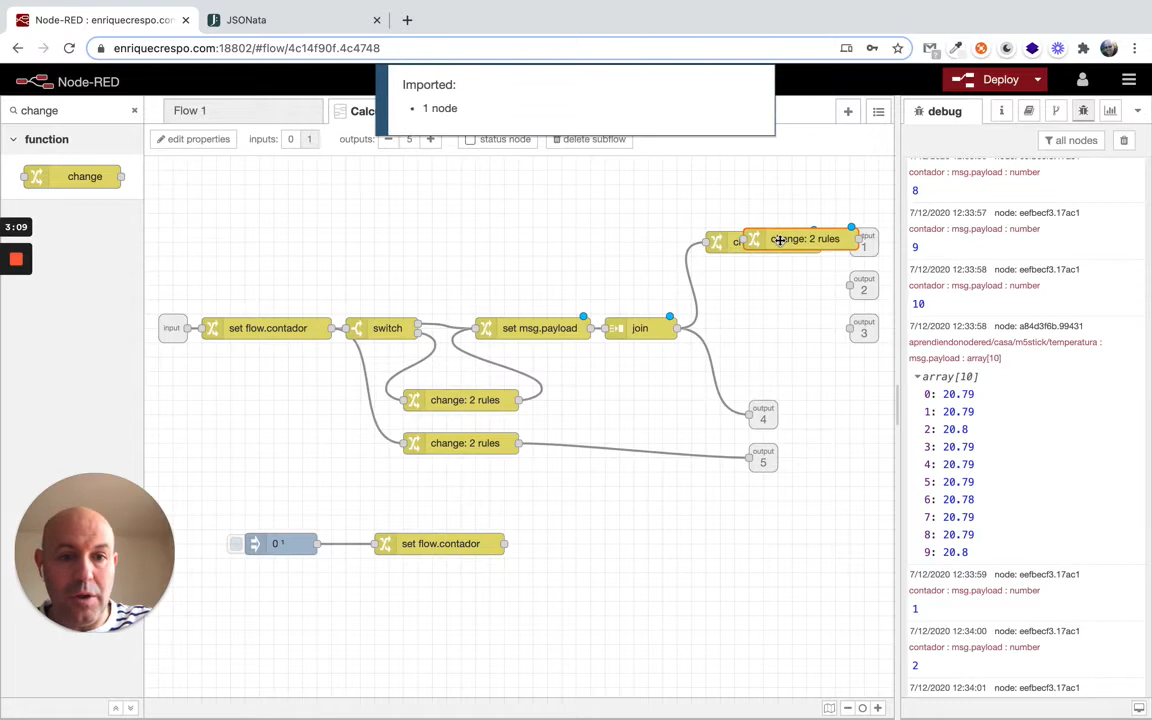 Node-RED : enriquecrespo.com
JSONata
enriquecrespo.com:18802/#flow/4c14f90f.4c4748
Node-RED
Deploy
Imported:
1 node
change
Flow 1
Calc
debug
edit properties
inputs: 0 1
outputs: 5
status node
delete subflow
all nodes
function
change
3:09
contador : msg.payload : number
8
7/12/2020 12:33:57 node: eefbecf3.17ac1
contador : msg.payload : number
9
7/12/2020 12:33:58 node: eefbecf3.17ac1
contador : msg.payload : number
10
7/12/2020 12:33:58 node: a84d3f6b.99431
aprendiendonodered/casa/m5stick/temperatura :
msg.payload : array[10]
array[10]
0: 20.79
1: 20.79
2: 20.8
3: 20.79
4: 20.79
5: 20.79
6: 20.78
7: 20.79
8: 20.79
9: 20.8
7/12/2020 12:33:59 node: eefbecf3.17ac1
contador : msg.payload : number
1
7/12/2020 12:34:00 node: eefbecf3.17ac1
contador : msg.payload : number
2
7/12/2020 12:34:01 node: eefbecf3.17ac1
change: 2 rules
1
output
2
output
3
input
set flow.contador
switch
set msg.payload
join
change: 2 rules
output
4
change: 2 rules
output
5
0 ¹
set flow.contador